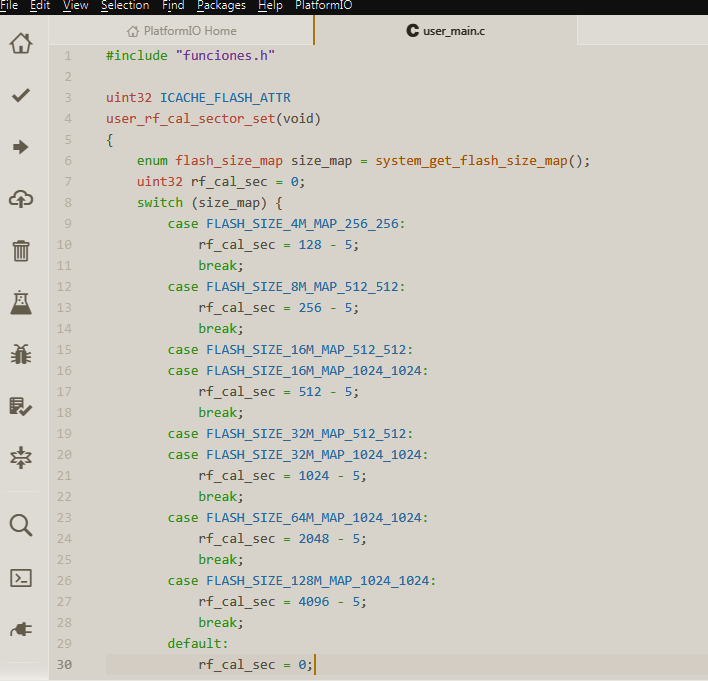 File Edit View Selection Find Packages Help PlatformIO
PlatformIO Home user_main.c
1 #include "funciones.h"
2
3 uint32 ICACHE_FLASH_ATTR
4 user_rf_cal_sector_set(void)
5 {
6     enum flash_size_map size_map = system_get_flash_size_map();
7     uint32 rf_cal_sec = 0;
8     switch (size_map) {
9         case FLASH_SIZE_4M_MAP_256_256:
10             rf_cal_sec = 128 - 5;
11             break;
12         case FLASH_SIZE_8M_MAP_512_512:
13             rf_cal_sec = 256 - 5;
14             break;
15         case FLASH_SIZE_16M_MAP_512_512:
16         case FLASH_SIZE_16M_MAP_1024_1024:
17             rf_cal_sec = 512 - 5;
18             break;
19         case FLASH_SIZE_32M_MAP_512_512:
20         case FLASH_SIZE_32M_MAP_1024_1024:
21             rf_cal_sec = 1024 - 5;
22             break;
23         case FLASH_SIZE_64M_MAP_1024_1024:
24             rf_cal_sec = 2048 - 5;
25             break;
26         case FLASH_SIZE_128M_MAP_1024_1024:
27             rf_cal_sec = 4096 - 5;
28             break;
29         default:
30             rf_cal_sec = 0;